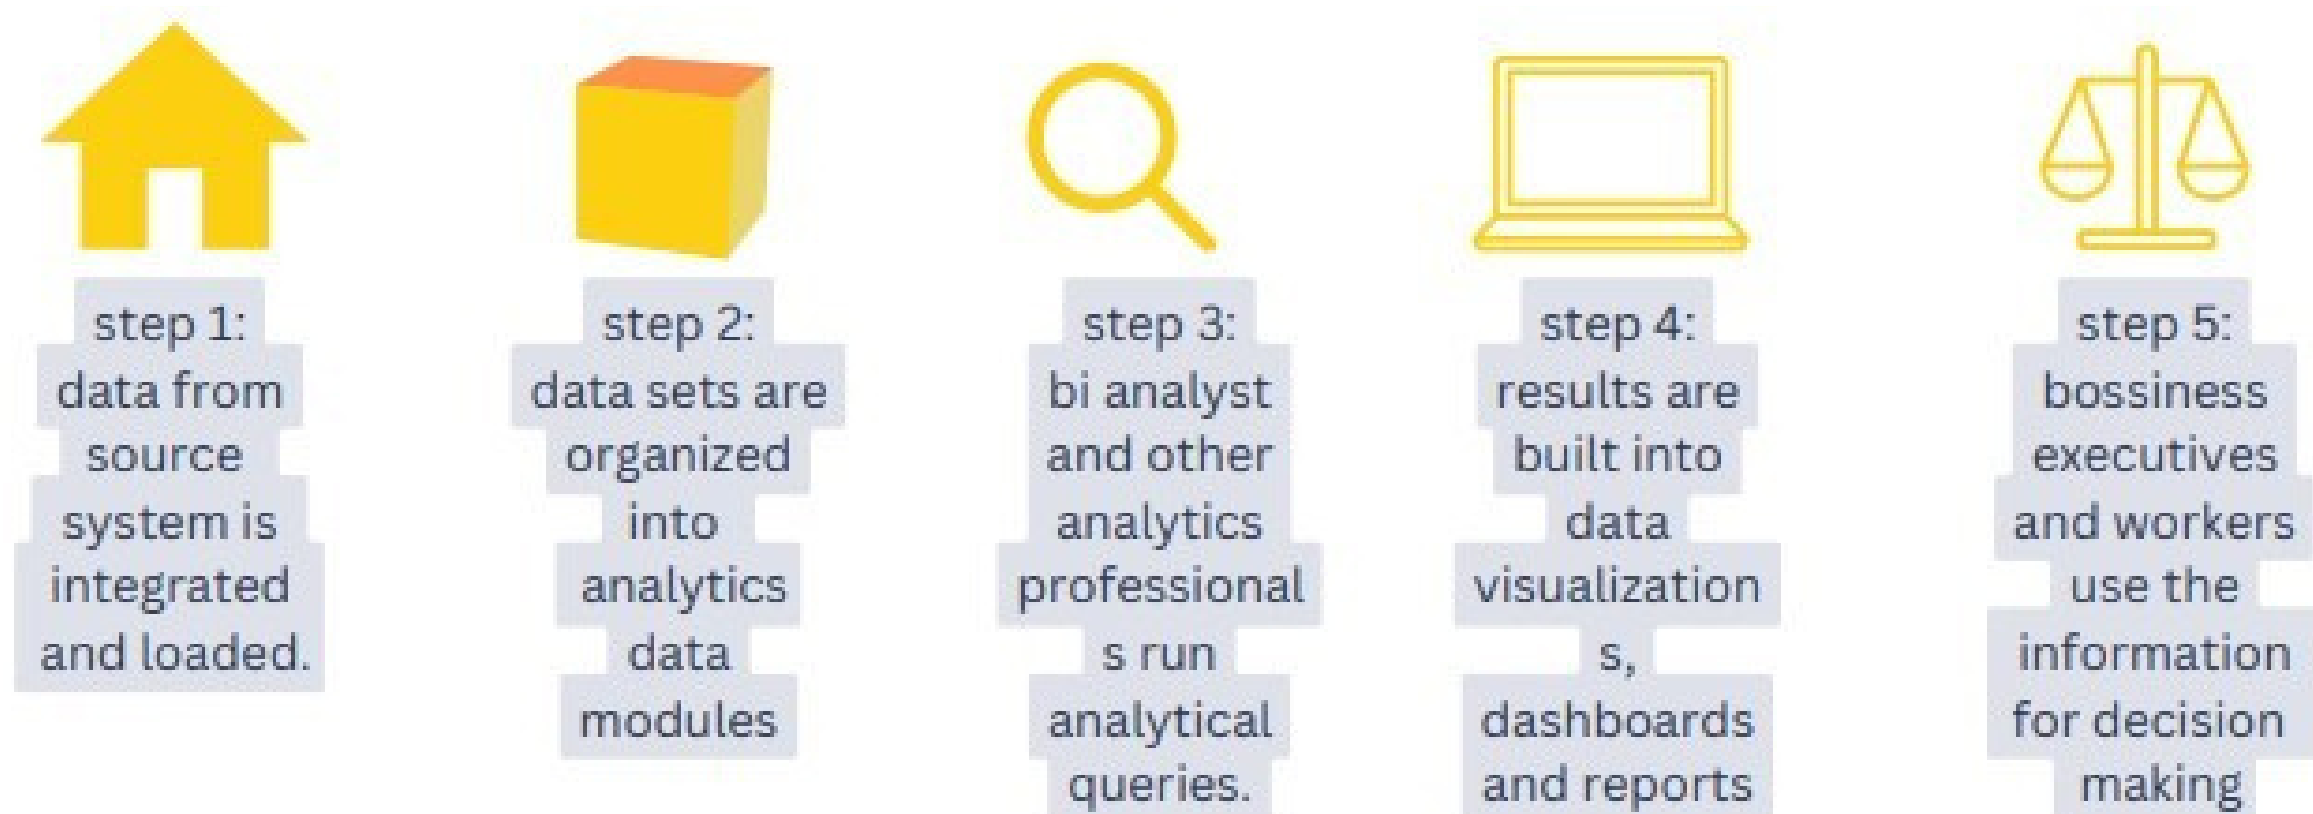 step 1:
data from
source
system is
integrated
and loaded.
step 2:
data sets are
organized
into
analytics
data
modules
step 3:
bi analyst
and other
analytics
professional
s run
analytical
queries.
step 4:
results are
built into
data
visualization
s,
dashboards
and reports
step 5:
bossiness
executives
and workers
use the
information
for decision
making